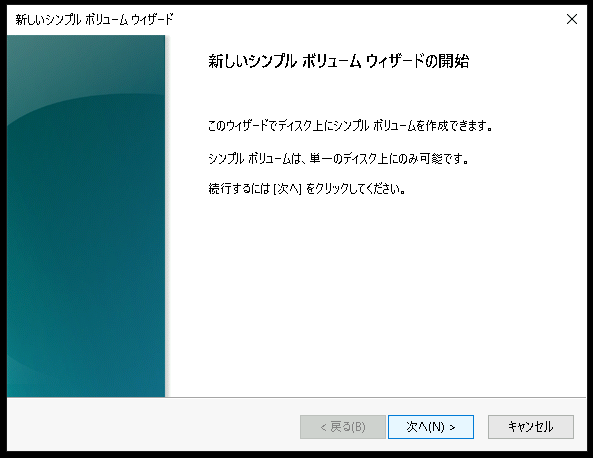 新しいシンプル ボリューム ウィザード
新しいシンプル ボリューム ウィザードの開始
このウィザードでディスク上にシンプル ボリュームを作成できます。
シンプル ボリュームは、単一のディスク上にのみ可能です。
続行するには [次へ] をクリックしてください。
< 戻る(B) 次へ(N) > キャンセル